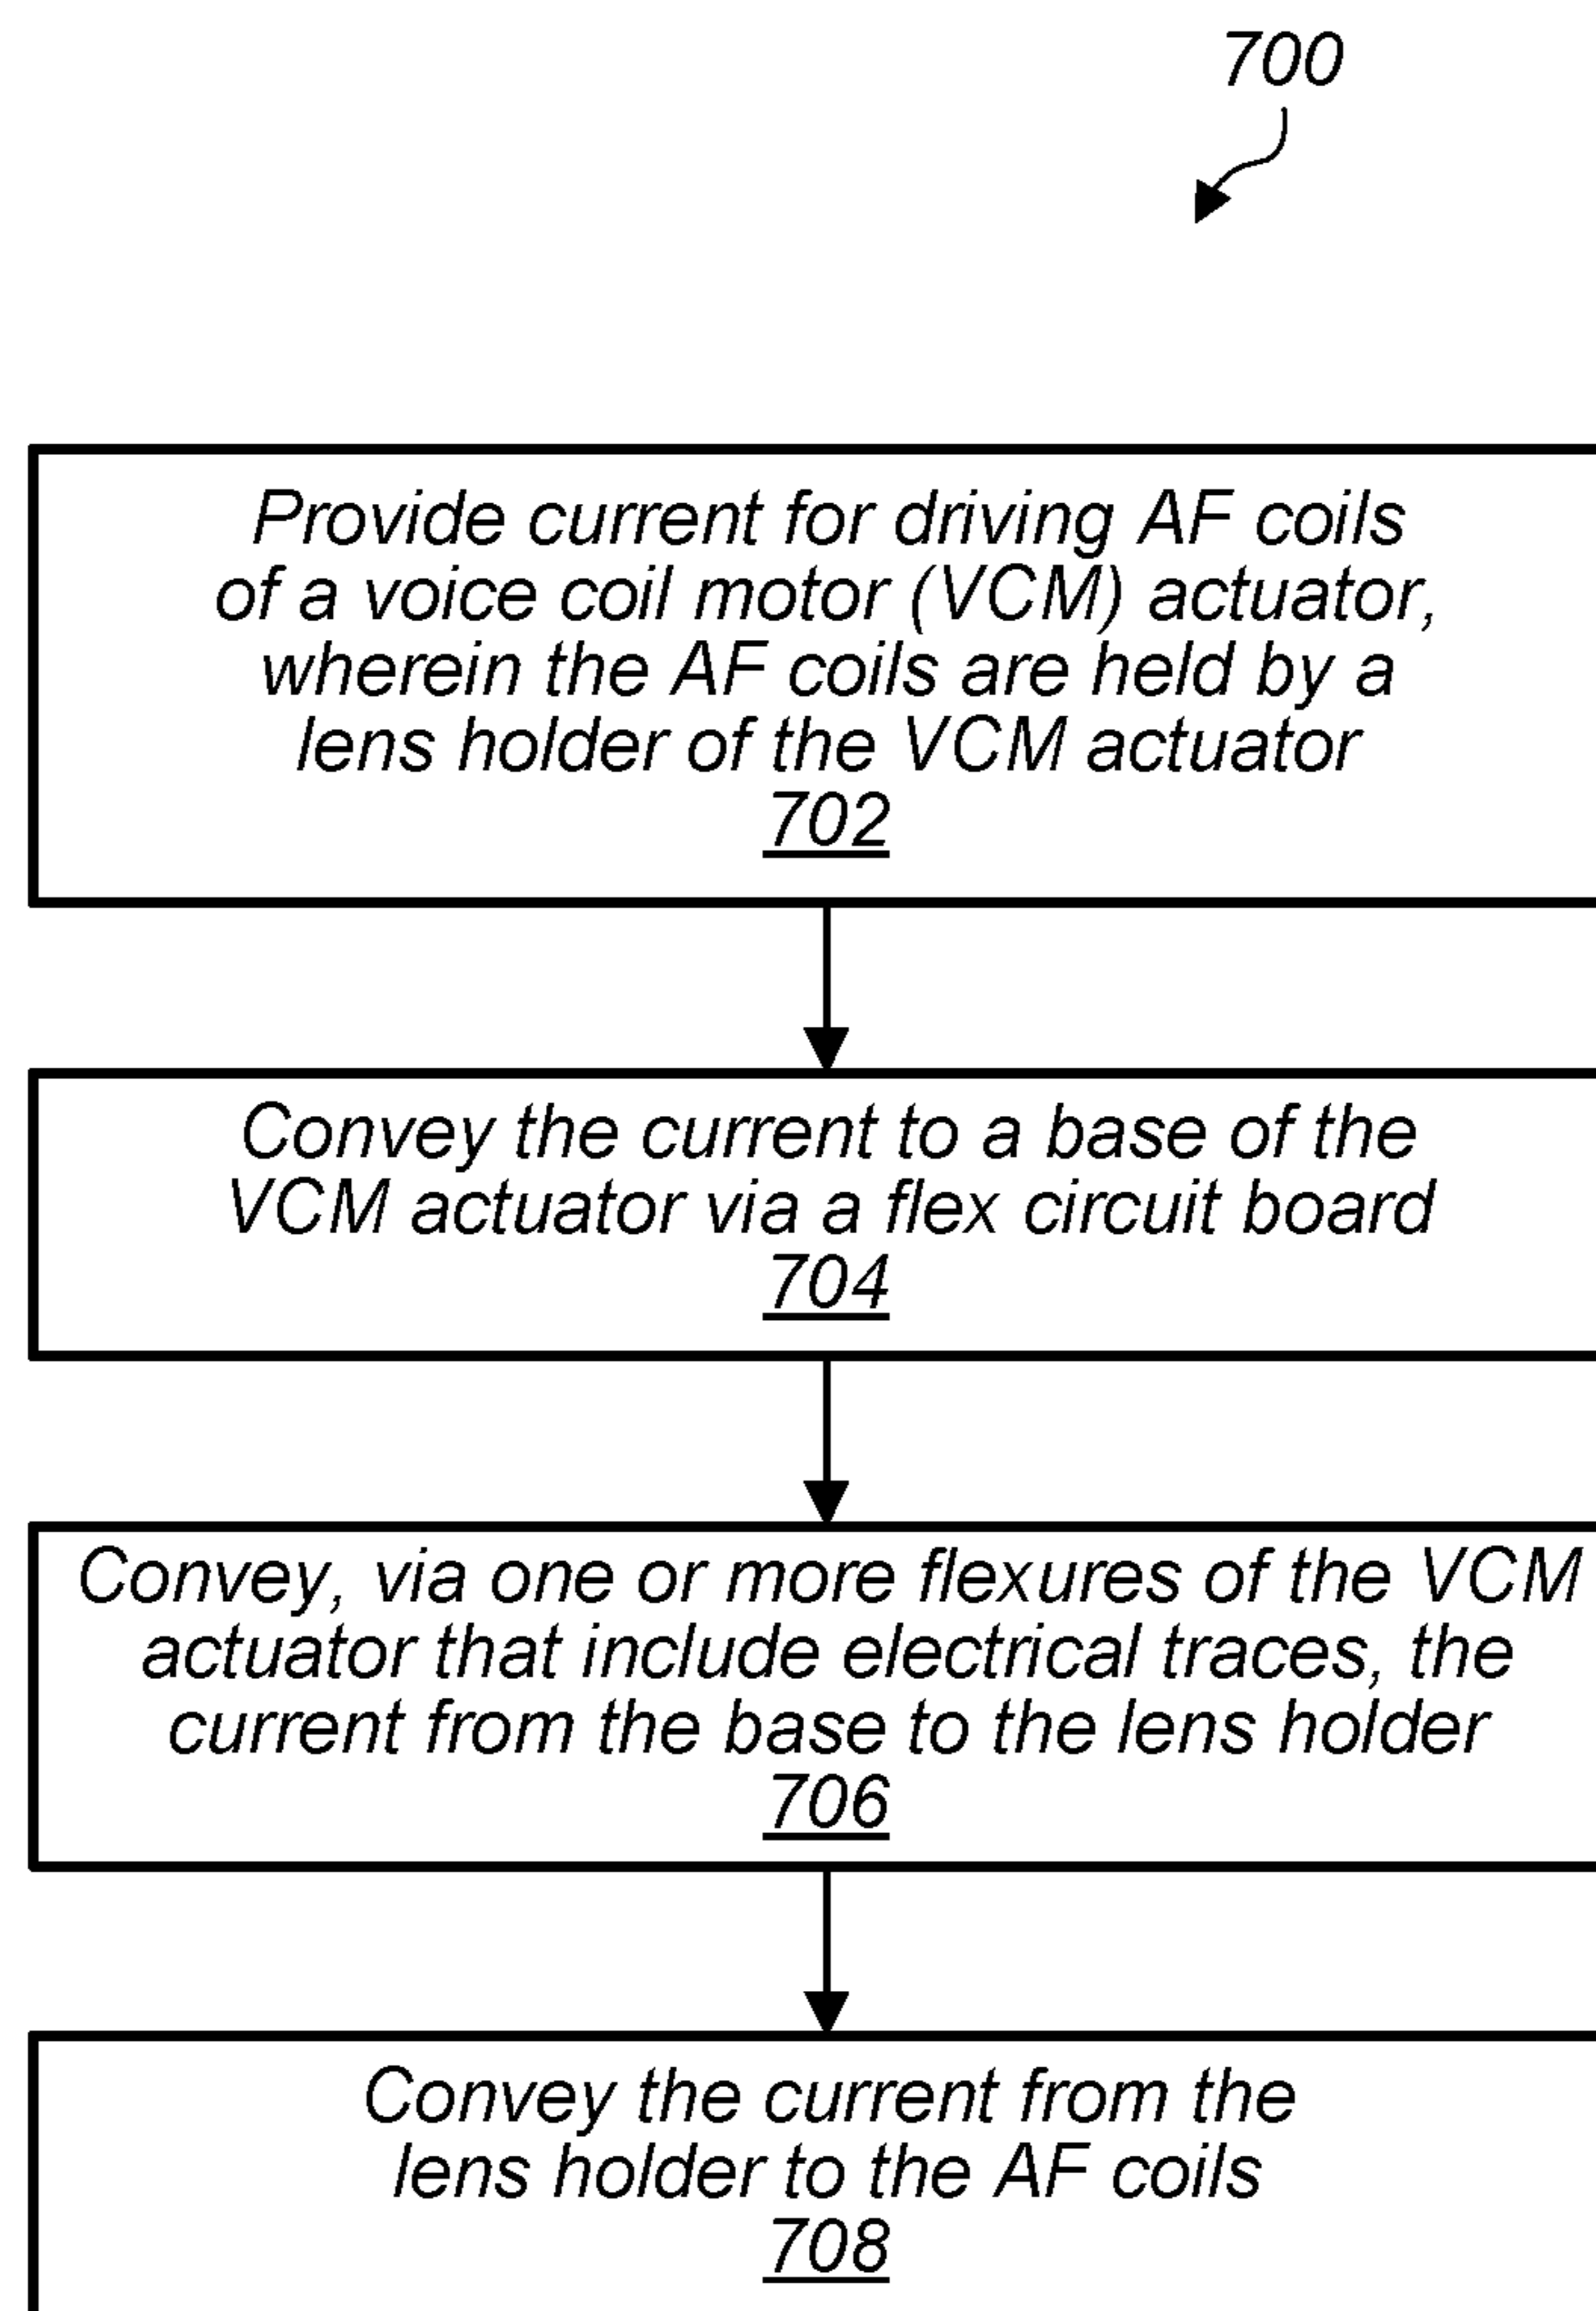 700
Provide current for driving AF coils
of a voice coil motor (VCM) actuator,
wherein the AF coils are held by a
lens holder of the VCM actuator
702
Convey the current to a base of the
VCM actuator via a flex circuit board
704
Convey, via one or more flexures of the VCM
actuator that include electrical traces, the
current from the base to the lens holder
706
Convey the current from the
lens holder to the AF coils
708